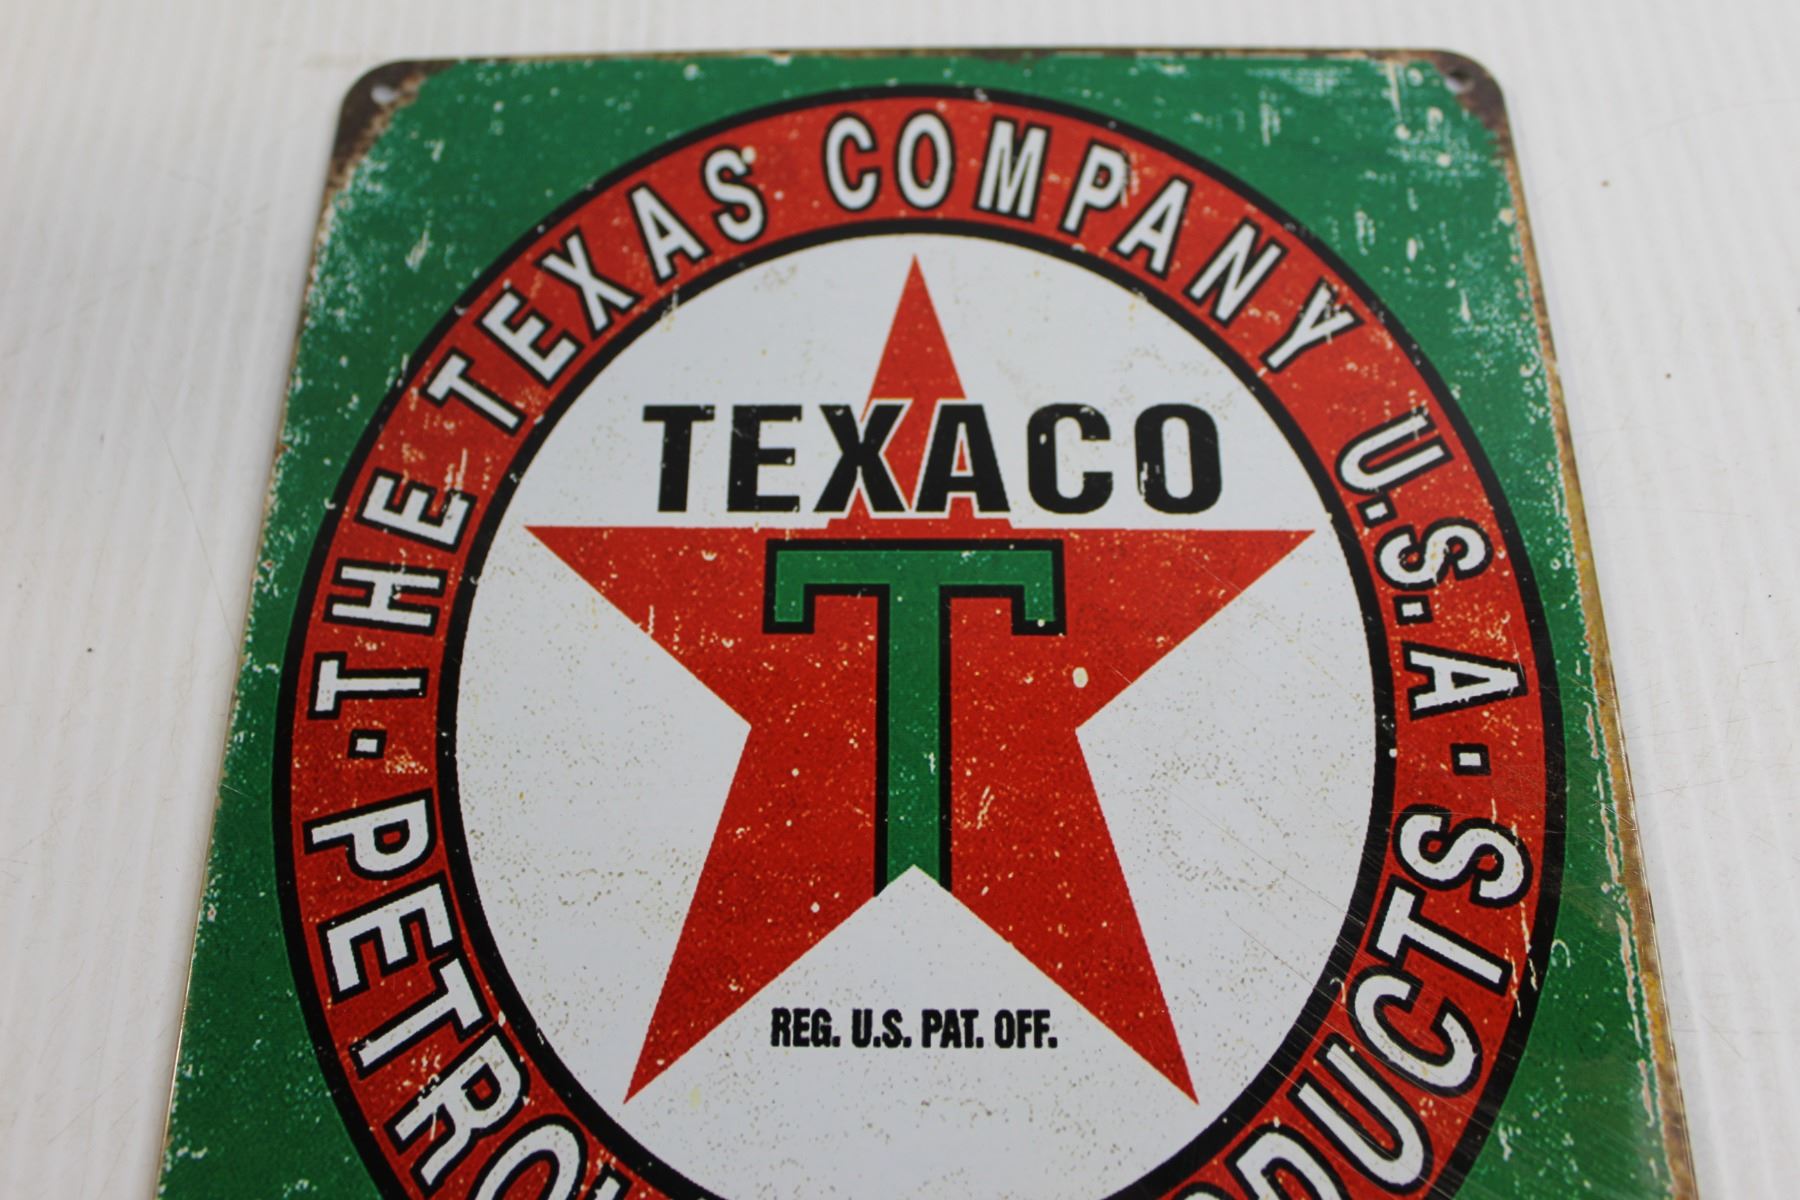 THE TEXAS COMPANY U.S.A.
TEXACO
T
REG. U.S. PAT. OFF.